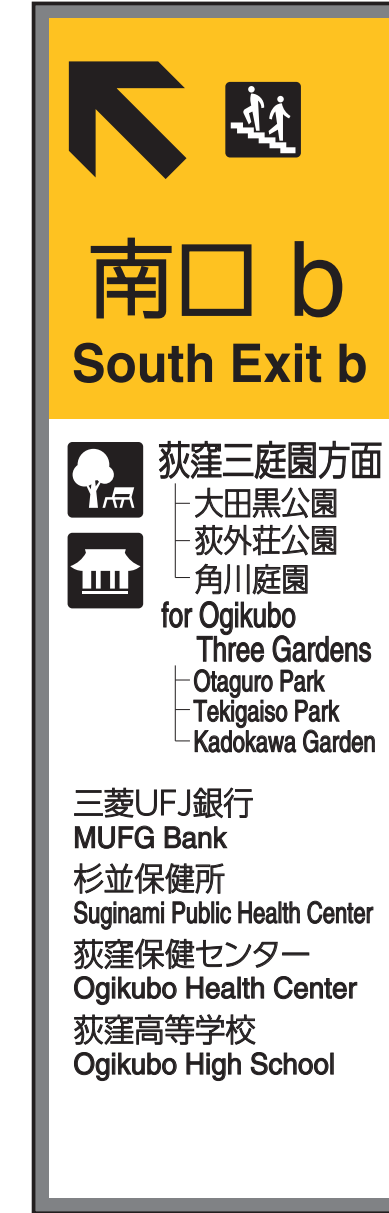 南口 b
South Exit b
荻窪三庭園方面
大田黒公園
荻外荘公園
角川庭園
for Ogikubo
Three Gardens
Otaguro Park
Tekigaiso Park
Kadokawa Garden
三菱UFJ銀行
MUFG Bank
杉並保健所
Suginami Public Health Center
荻窪保健センター
Ogikubo Health Center
荻窪高等学校
Ogikubo High School